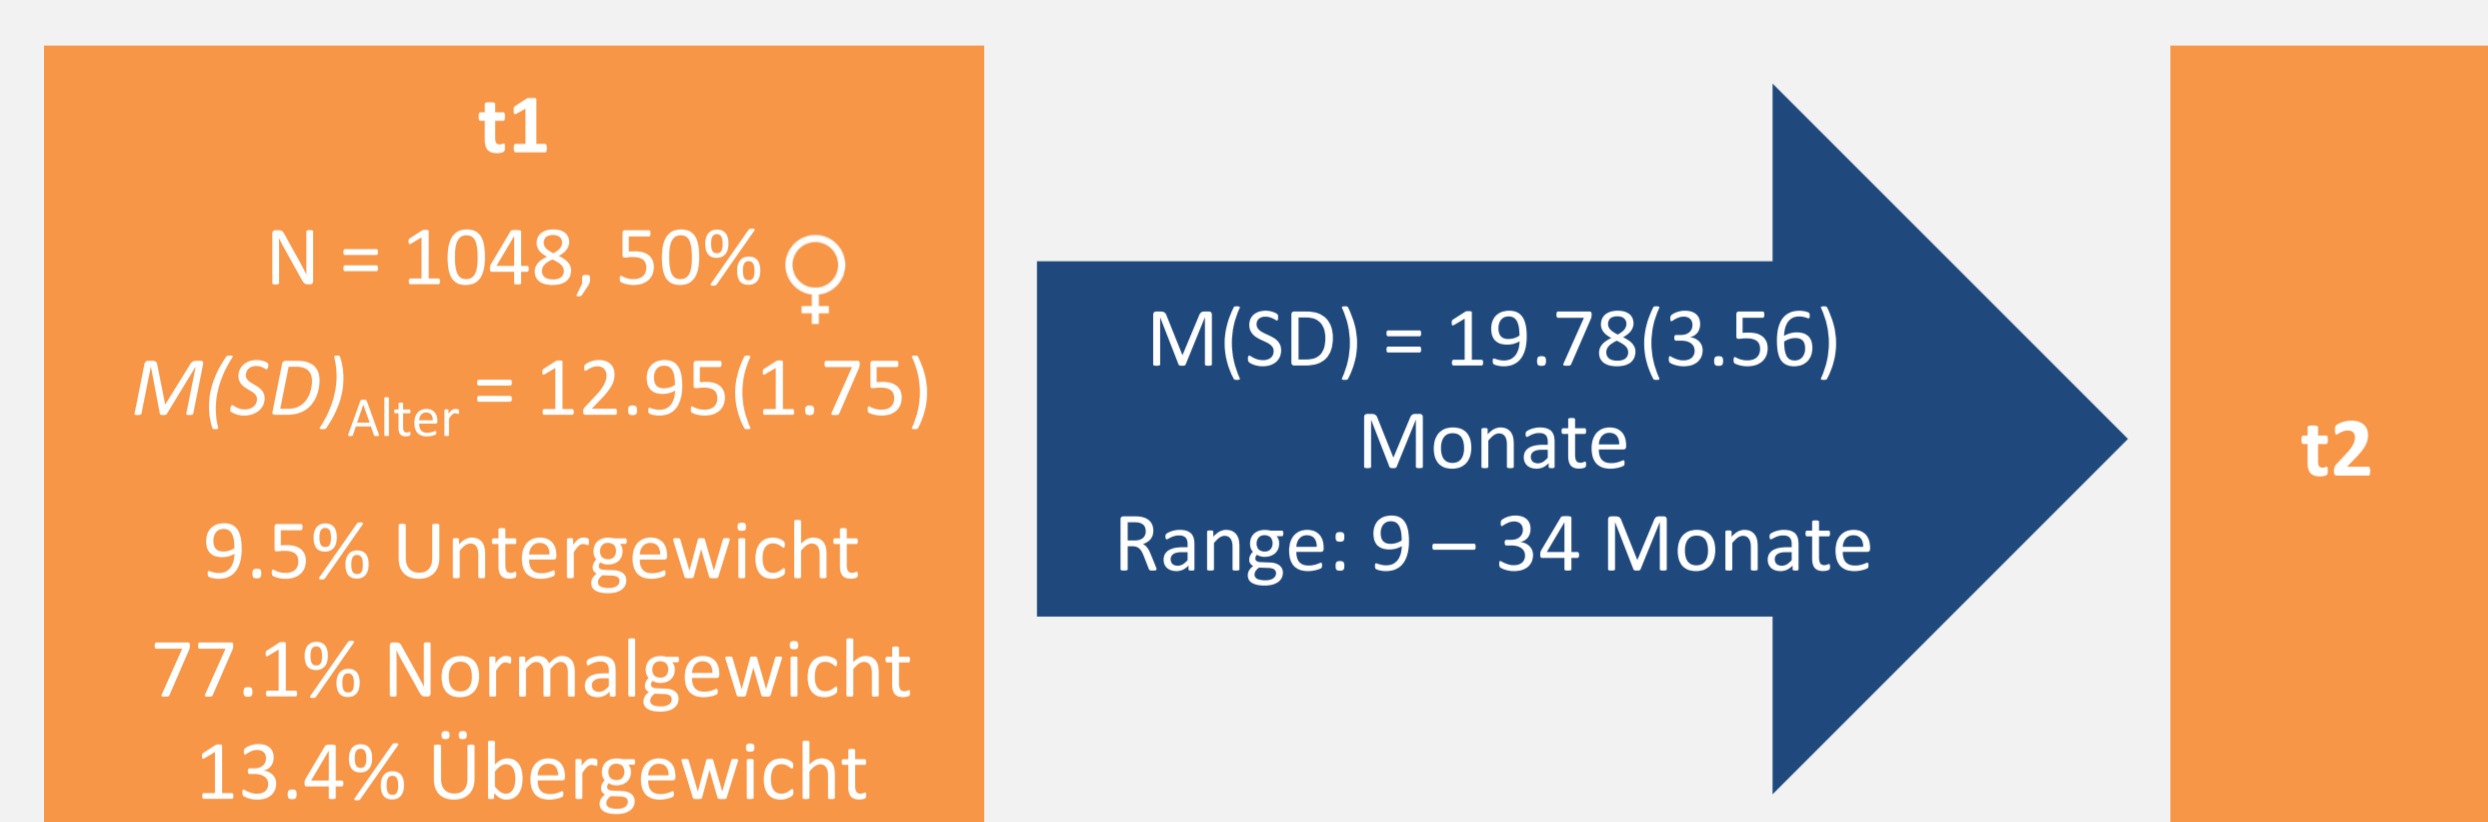 t1
N = 1048, 50% ♀
M(SD)Alter = 12.95(1.75)
9.5% Untergewicht
77.1% Normalgewicht
13.4% Übergewicht
M(SD) = 19.78(3.56)
Monate
Range: 9 – 34 Monate
t2